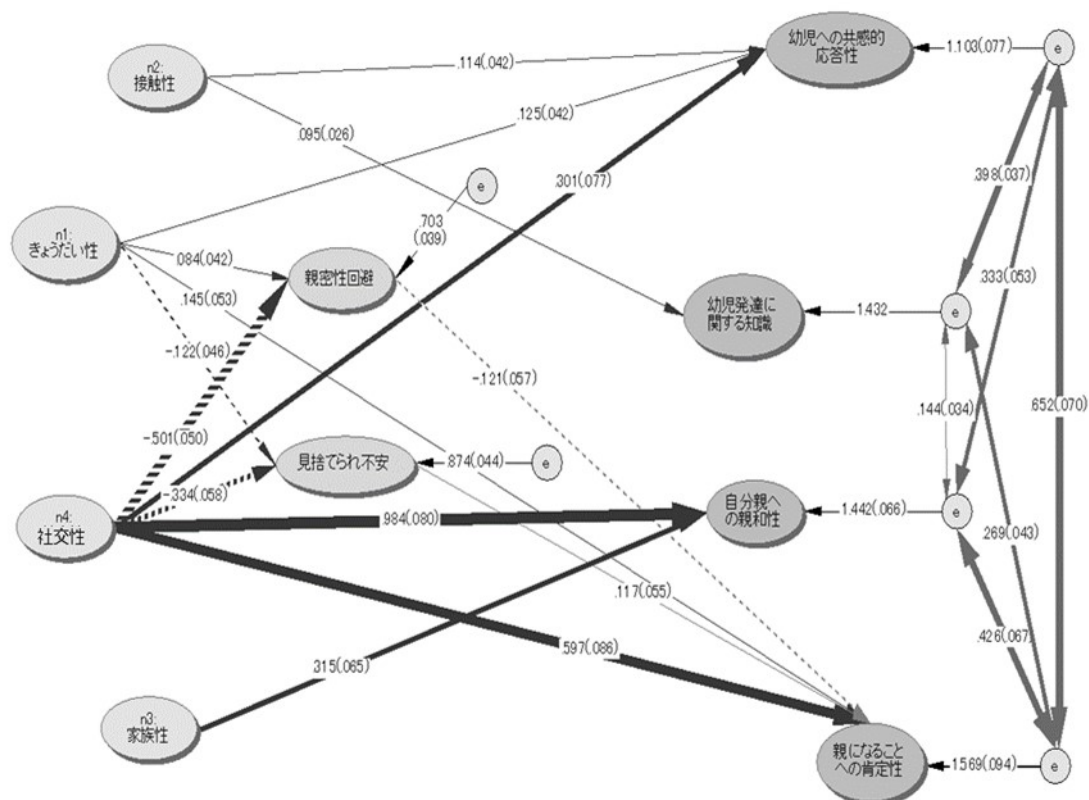 幼児への共感的
応答性
1.103(.077)
e
n2:
接触性
.114(.042)
.125(.042)
.095(.026)
.398(.037)
.301(.077)
e
n1:
きょうだい性
.703
(.039)
.084(.042)
親密性回避
.333(.053)
.145(.053)
幼児発達に
関する知識
1.432
e
-.122(.046)
-.121(.057)
.144(.034)
.652(.070)
-.501(.050)
見捨てられ不安
.874(.044)
e
-.334(.058)
n4:
社交性
.984(.080)
自分親へ
の親和性
1.442(.066)
e
.269(.043)
.117(.055)
.597(.086)
.426(.067)
.315(.065)
n3:
家族性
親になること
への肯定性
1.569(.094)
e